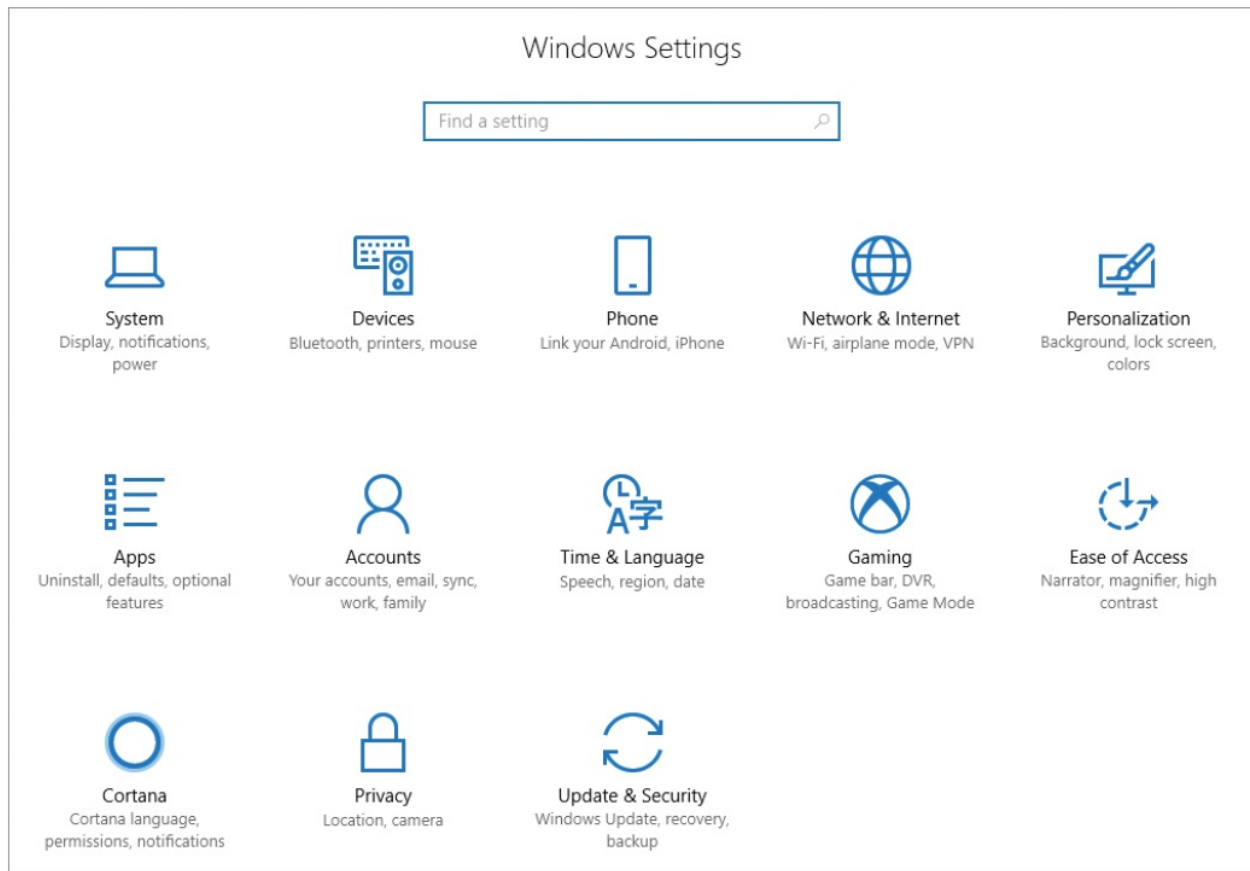 Windows Settings
Find a setting
System
Display, notifications,
power
Devices
Bluetooth, printers, mouse
Phone
Link your Android, iPhone
Network & Internet
Wi-Fi, airplane mode, VPN
Personalization
Background, lock screen,
colors
Apps
Uninstall, defaults, optional
features
Accounts
Your accounts, email, sync,
work, family
A字
Time & Language
Speech, region, date
Gaming
Game bar, DVR,
broadcasting, Game Mode
Ease of Access
Narrator, magnifier, high
contrast
Cortana
Cortana language,
permissions, notifications
Privacy
Location, camera
Update & Security
Windows Update, recovery,
backup